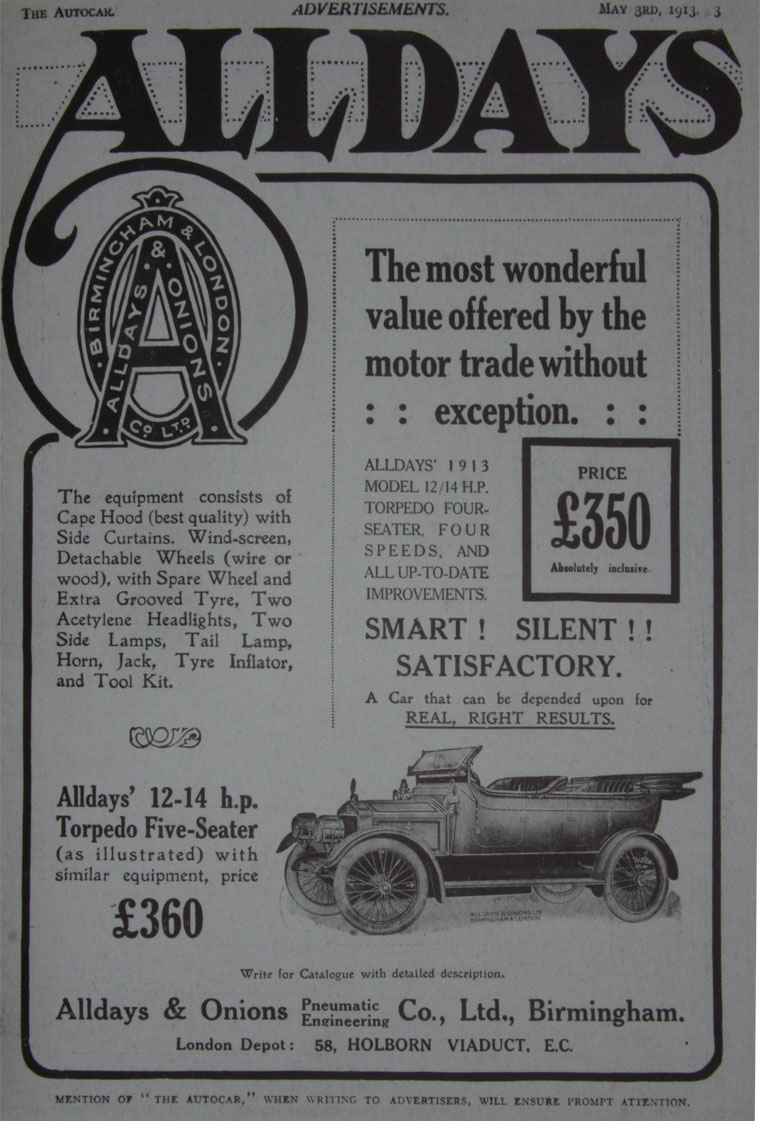 THE AUTOCAR. ADVERTISEMENTS. MAY 3RD, 1913. 3
ALLDAYS
BIRMINGHAM & LONDON
ALLDAYS & ONIONS
CO LTD
The most wonderful
value offered by the
motor trade without
: : exception. : :
ALLDAYS' 1913
MODEL 12/14 H.P.
TORPEDO FOUR-
SEATER, FOUR
SPEEDS, AND
ALL UP-TO-DATE
IMPROVEMENTS.
PRICE
£350
Absolutely inclusive.
SMART! SILENT!!
SATISFACTORY.
A Car that can be depended upon for
REAL, RIGHT RESULTS.
The equipment consists of
Cape Hood (best quality) with
Side Curtains. Wind-screen,
Detachable Wheels (wire or
wood), with Spare Wheel and
Extra Grooved Tyre, Two
Acetylene Headlights, Two
Side Lamps, Tail Lamp,
Horn, Jack, Tyre Inflator,
and Tool Kit.
Alldays' 12-14 h.p.
Torpedo Five-Seater
(as illustrated) with
similar equipment, price
£360
ALLDAYS & ONIONS LTD
BIRMINGHAM & LONDON
Write for Catalogue with detailed description.
Alldays & Onions Pneumatic Engineering Co., Ltd., Birmingham.
London Depot: 58, HOLBORN VIADUCT, E.C.
MENTION OF "THE AUTOCAR," WHEN WRITING TO ADVERTISERS, WILL ENSURE PROMPT ATTENTION.